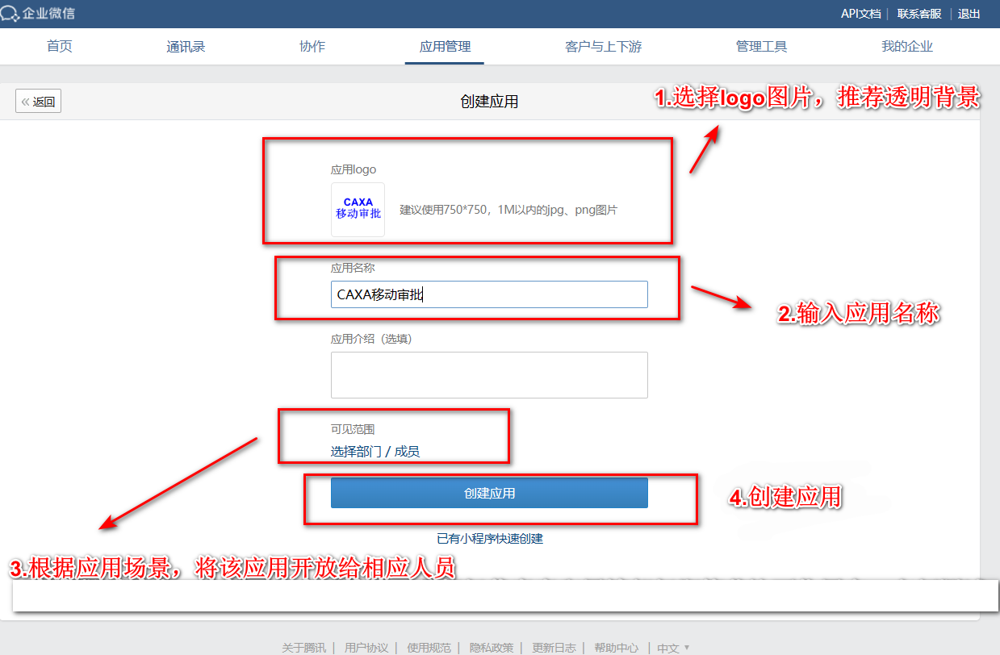 企业微信
API文档 | 联系客服 | 退出
首页 通讯录 协作 应用管理 客户与上下游 管理工具 我的企业
« 返回
创建应用
1.选择logo图片，推荐透明背景
应用logo
CAXA
移动审批
建议使用750*750，1M以内的jpg、png图片
应用名称
CAXA移动审批
2.输入应用名称
应用介绍（选填）
可见范围
选择部门 / 成员
创建应用
4.创建应用
已有小程序快速创建
3.根据应用场景，将该应用开放给相应人员
关于腾讯 | 用户协议 | 使用规范 | 隐私政策 | 更新日志 | 帮助中心 | 中文